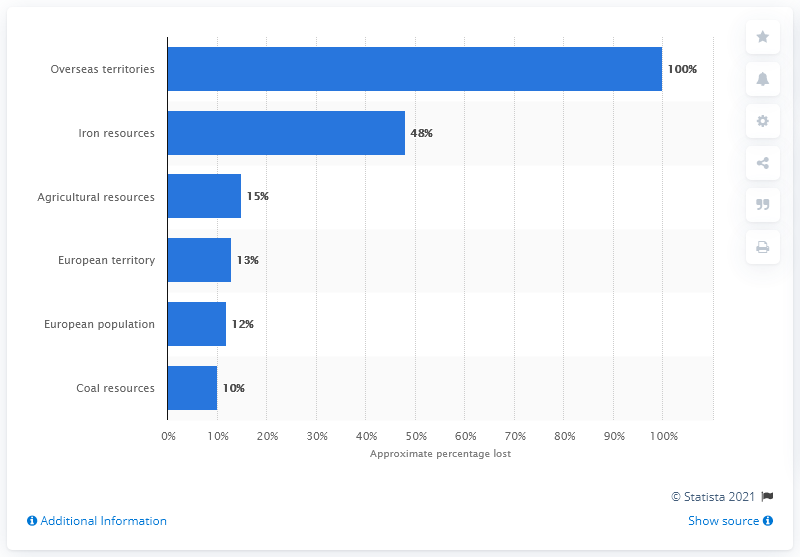 Overseas territories 100%
Iron resources 48%
Agricultural resources 15%
European territory 13%
European population 12%
Coal resources 10%
0% 10% 20% 30% 40% 50% 60% 70% 80% 90% 100%
Approximate percentage lost
© Statista 2021
Additional Information Show source